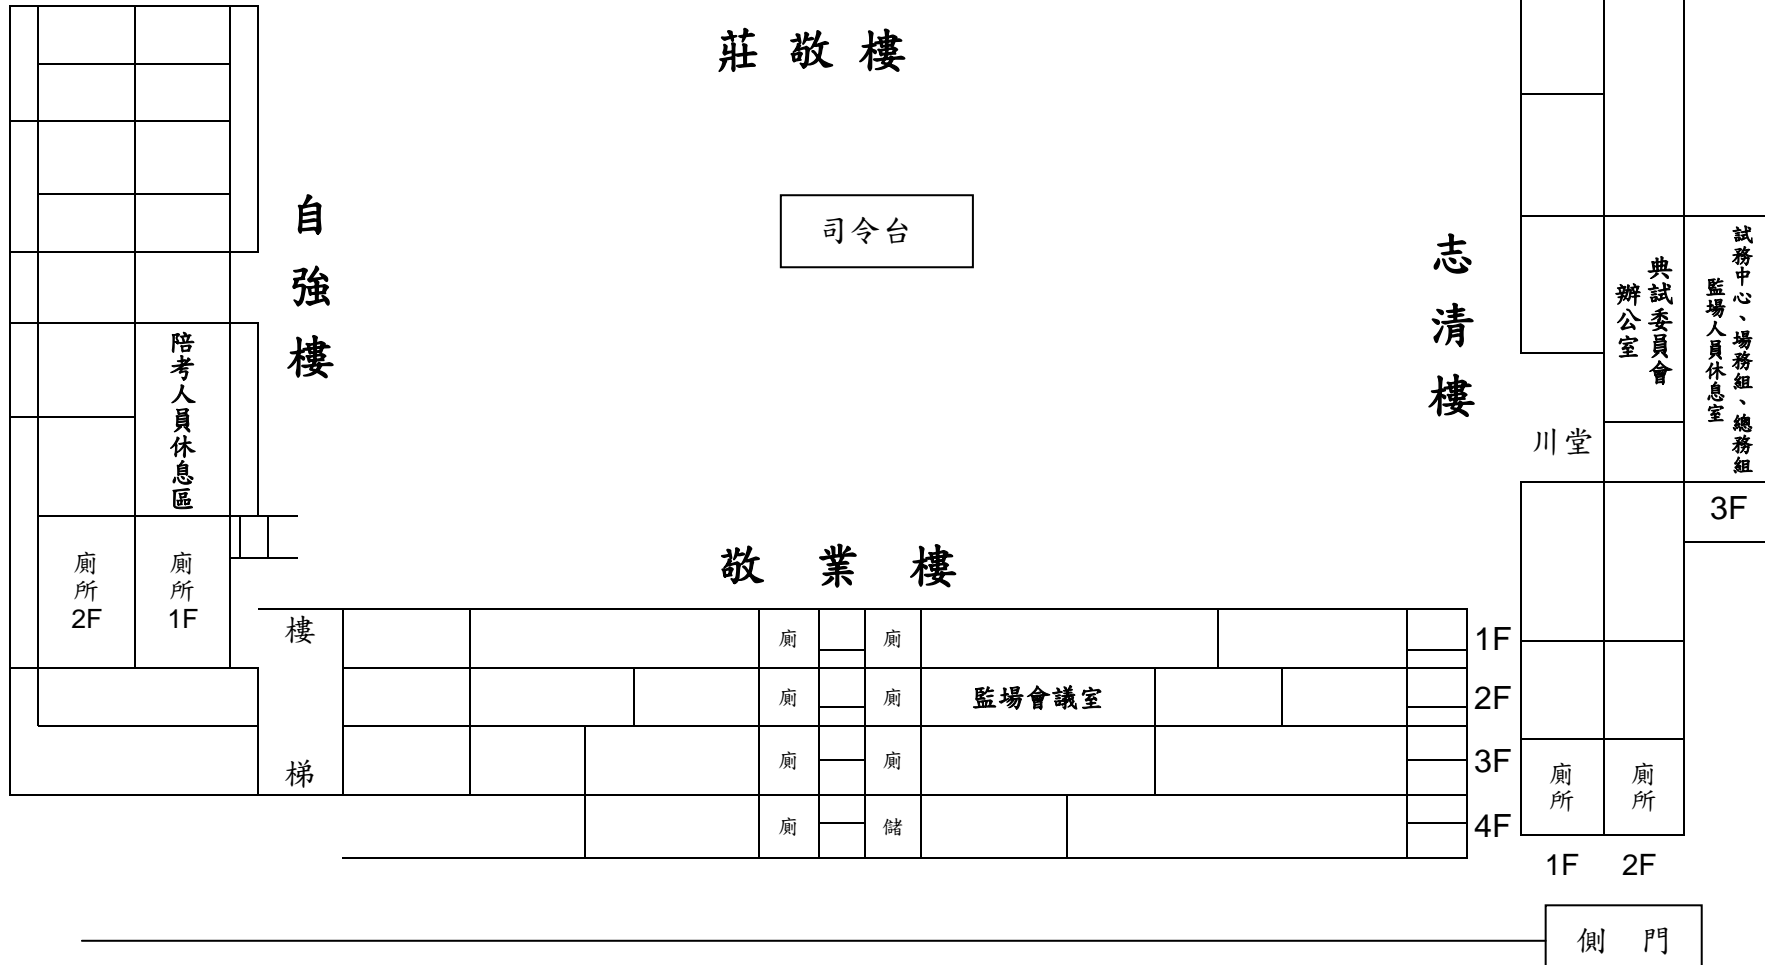 莊敬樓
司令台
自強樓
志清樓
試務中心、場務組、總務組
監場人員休息室
典試委員會
辦公室
陪考人員休息區
川堂
3F
廁所
2F
廁所
1F
敬業樓
樓梯
廁
廁
1F
廁
廁
監場會議室
2F
廁
廁
3F
廁
儲
4F
廁所
廁所
1F
2F
側門